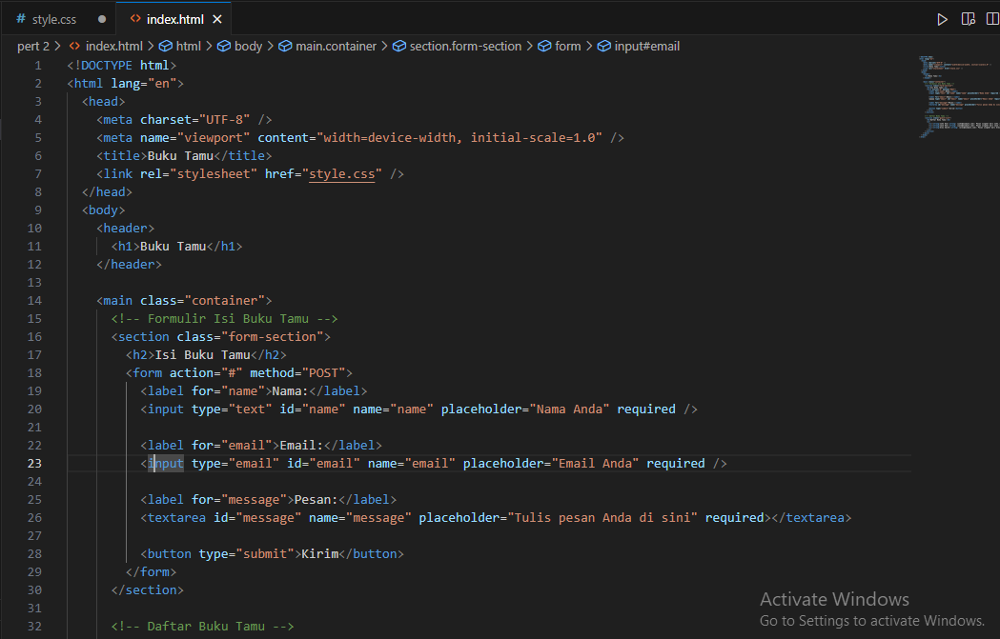 # style.css ● <> index.html ×
pert 2 > <> index.html > html > body > main.container > section.form-section > form > input#email
1 <!DOCTYPE html>
2 <html lang="en">
3 <head>
4 <meta charset="UTF-8" />
5 <meta name="viewport" content="width=device-width, initial-scale=1.0" />
6 <title>Buku Tamu</title>
7 <link rel="stylesheet" href="style.css" />
8 </head>
9 <body>
10 <header>
11 <h1>Buku Tamu</h1>
12 </header>
13
14 <main class="container">
15 <!-- Formulir Isi Buku Tamu -->
16 <section class="form-section">
17 <h2>Isi Buku Tamu</h2>
18 <form action="#" method="POST">
19 <label for="name">Nama:</label>
20 <input type="text" id="name" name="name" placeholder="Nama Anda" required />
21
22 <label for="email">Email:</label>
23 <input type="email" id="email" name="email" placeholder="Email Anda" required />
24
25 <label for="message">Pesan:</label>
26 <textarea id="message" name="message" placeholder="Tulis pesan Anda di sini" required></textarea>
27
28 <button type="submit">Kirim</button>
29 </form>
30 </section>
31
32 <!-- Daftar Buku Tamu -->
Activate Windows
Go to Settings to activate Windows.